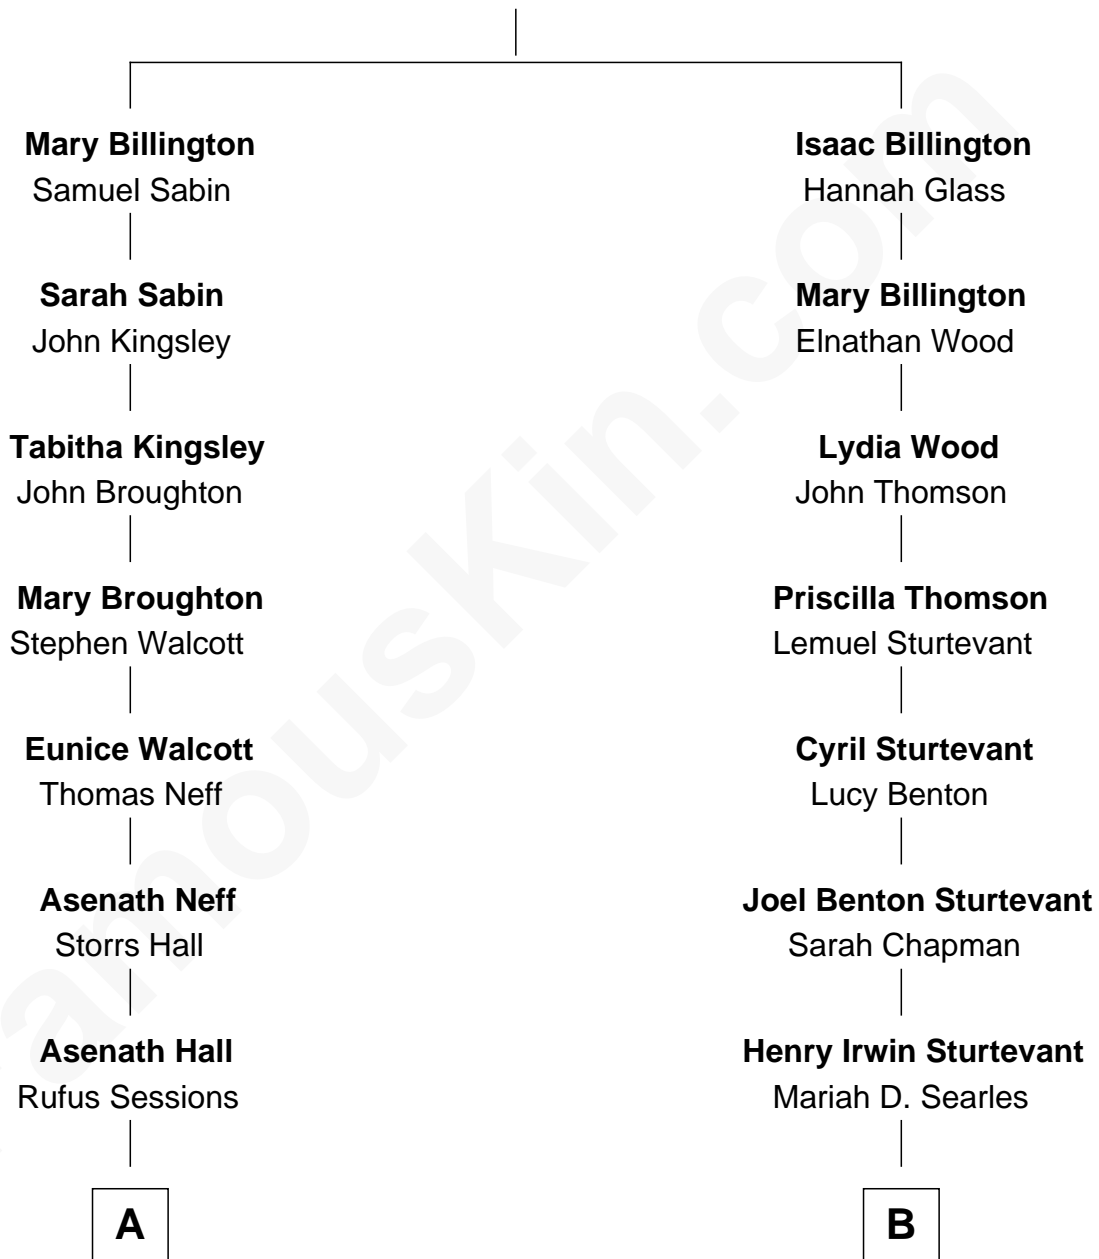 Mary Billington
Samuel Sabin
Sarah Sabin
John Kingsley
Tabitha Kingsley
John Broughton
Mary Broughton
Stephen Walcott
Eunice Walcott
Thomas Neff
Asenath Neff
Storrs Hall
Asenath Hall
Rufus Sessions
A
Isaac Billington
Hannah Glass
Mary Billington
Elnathan Wood
Lydia Wood
John Thomson
Priscilla Thomson
Lemuel Sturtevant
Cyril Sturtevant
Lucy Benton
Joel Benton Sturtevant
Sarah Chapman
Henry Irwin Sturtevant
Mariah D. Searles
B
famousKin.com